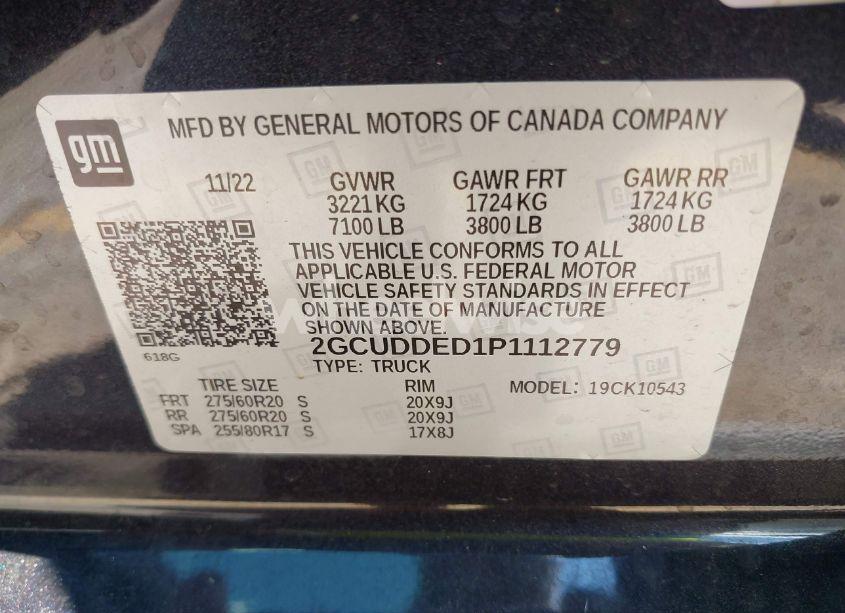 gm
MFD BY GENERAL MOTORS OF CANADA COMPANY
11/22 GVWR GAWR FRT GAWR RR
3221 KG 1724 KG 1724 KG
7100 LB 3800 LB 3800 LB
THIS VEHICLE CONFORMS TO ALL
APPLICABLE U.S. FEDERAL MOTOR
VEHICLE SAFETY STANDARDS IN EFFECT
ON THE DATE OF MANUFACTURE
SHOWN ABOVE.
618G
2GCUDDED1P1112779
TYPE: TRUCK
TIRE SIZE RIM MODEL: 19CK10543
FRT 275/60R20 S 20X9J
RR 275/60R20 S 20X9J
SPA 255/80R17 S 17X8J